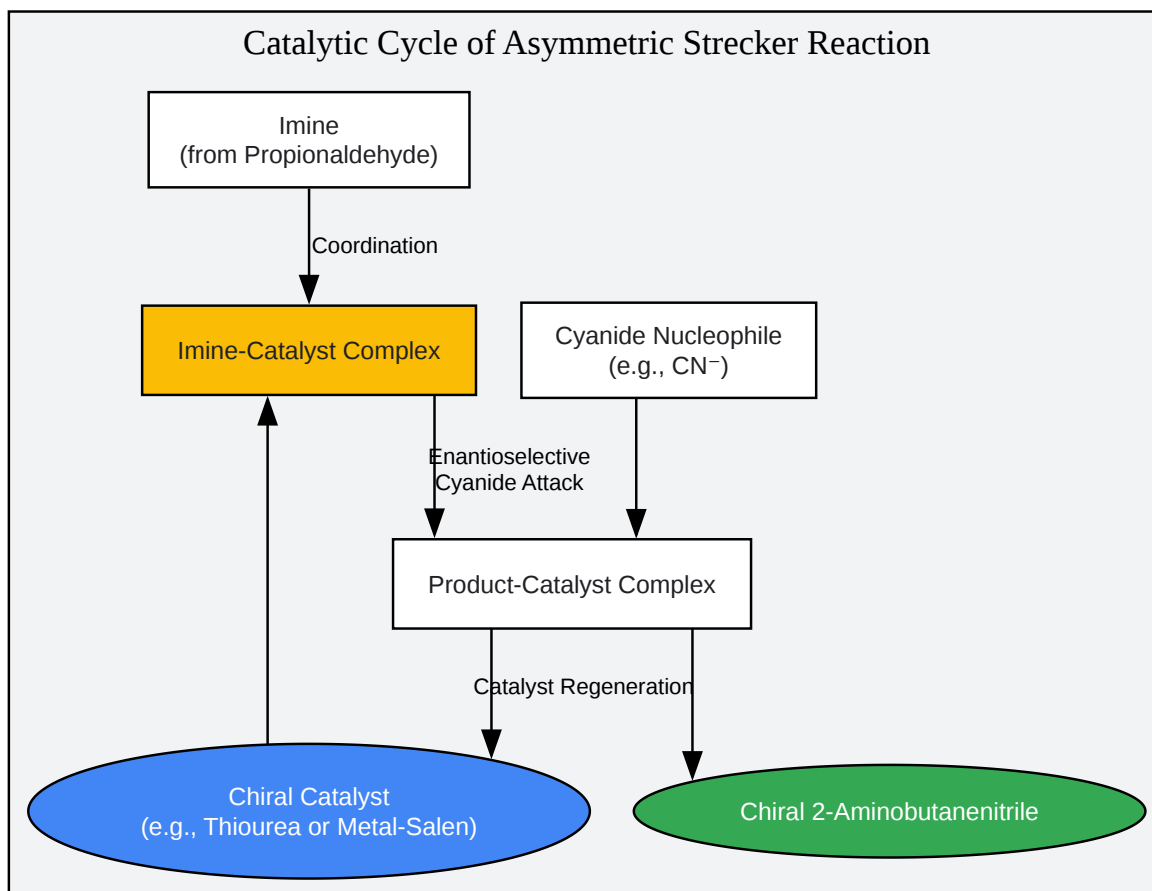 Catalytic Cycle of Asymmetric Strecker Reaction
Imine
(from Propionaldehyde)
Coordination
Imine-Catalyst Complex
Cyanide Nucleophile
(e.g., CN⁻)
Enantioselective
Cyanide Attack
Product-Catalyst Complex
Catalyst Regeneration
Chiral Catalyst
(e.g., Thiourea or Metal-Salen)
Chiral 2-Aminobutanenitrile